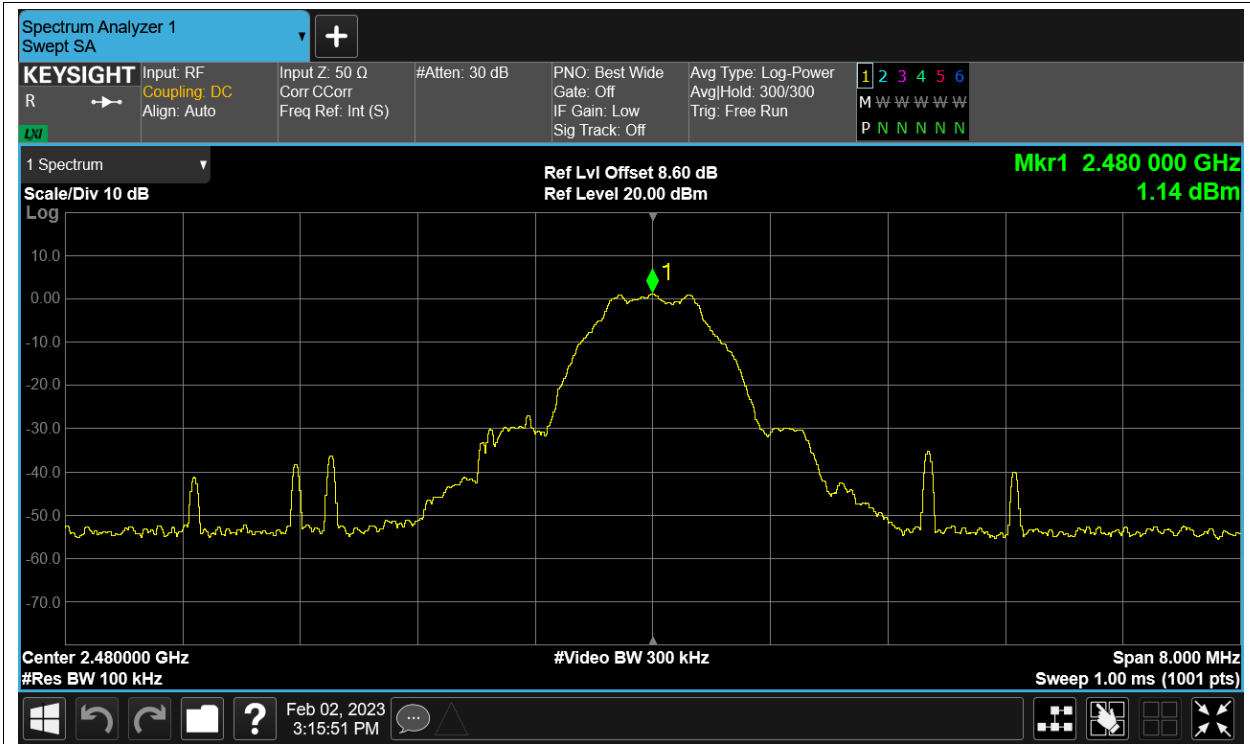 Spectrum Analyzer 1
Swept SA
KEYSIGHT
R
LXI
Input: RF
Coupling: DC
Align: Auto
Input Z: 50 Ω
Corr CCorr
Freq Ref: Int (S)
#Atten: 30 dB
PNO: Best Wide
Gate: Off
IF Gain: Low
Sig Track: Off
Avg Type: Log-Power
Avg|Hold: 300/300
Trig: Free Run
1 2 3 4 5 6
M W W W W W
P N N N N N
1 Spectrum
Scale/Div 10 dB
Log
Ref Lvl Offset 8.60 dB
Ref Level 20.00 dBm
Mkr1 2.480 000 GHz
1.14 dBm
1
10.0
0.00
-10.0
-20.0
-30.0
-40.0
-50.0
-60.0
-70.0
Center 2.480000 GHz
#Res BW 100 kHz
#Video BW 300 kHz
Span 8.000 MHz
Sweep 1.00 ms (1001 pts)
?
Feb 02, 2023
3:15:51 PM